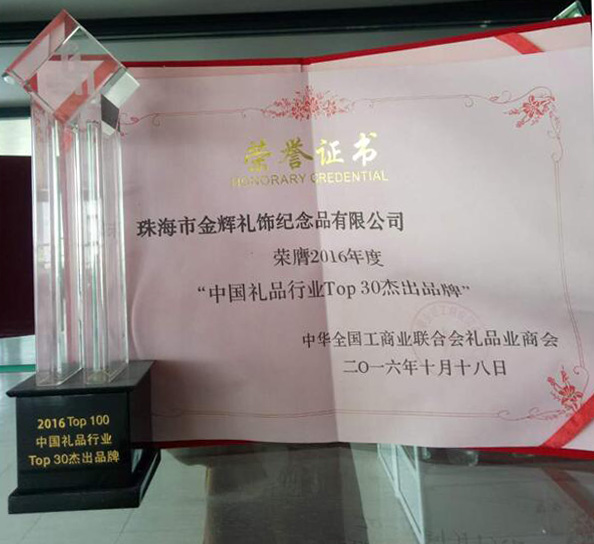 荣誉证书
HONORARY CREDENTIAL
珠海市金辉礼饰纪念品有限公司
荣膺2016年度
“中国礼品行业Top 30杰出品牌”
中华全国工商业联合会礼品业商会
二O一六年十月十八日
2016 Top 100
中国礼品行业
Top 30杰出品牌